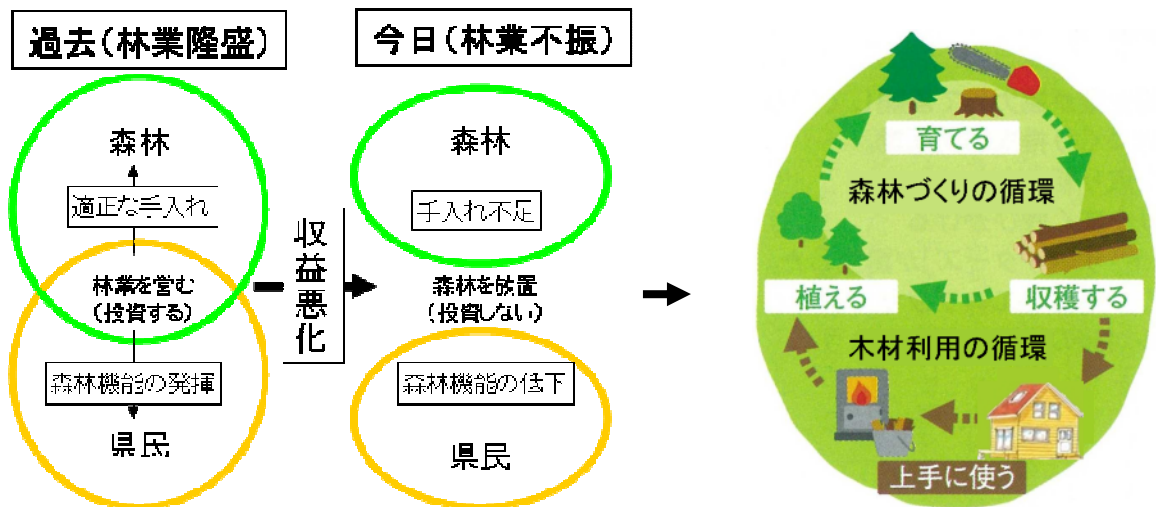 過去(林業隆盛)
森林
適正な手入れ
林業を営む
(投資する)
森林機能の発揮
県民
収益悪化
今日(林業不振)
森林
手入れ不足
森林を放置
(投資しない)
森林機能の低下
県民
育てる
森林づくりの循環
植える
収穫する
木材利用の循環
上手に使う